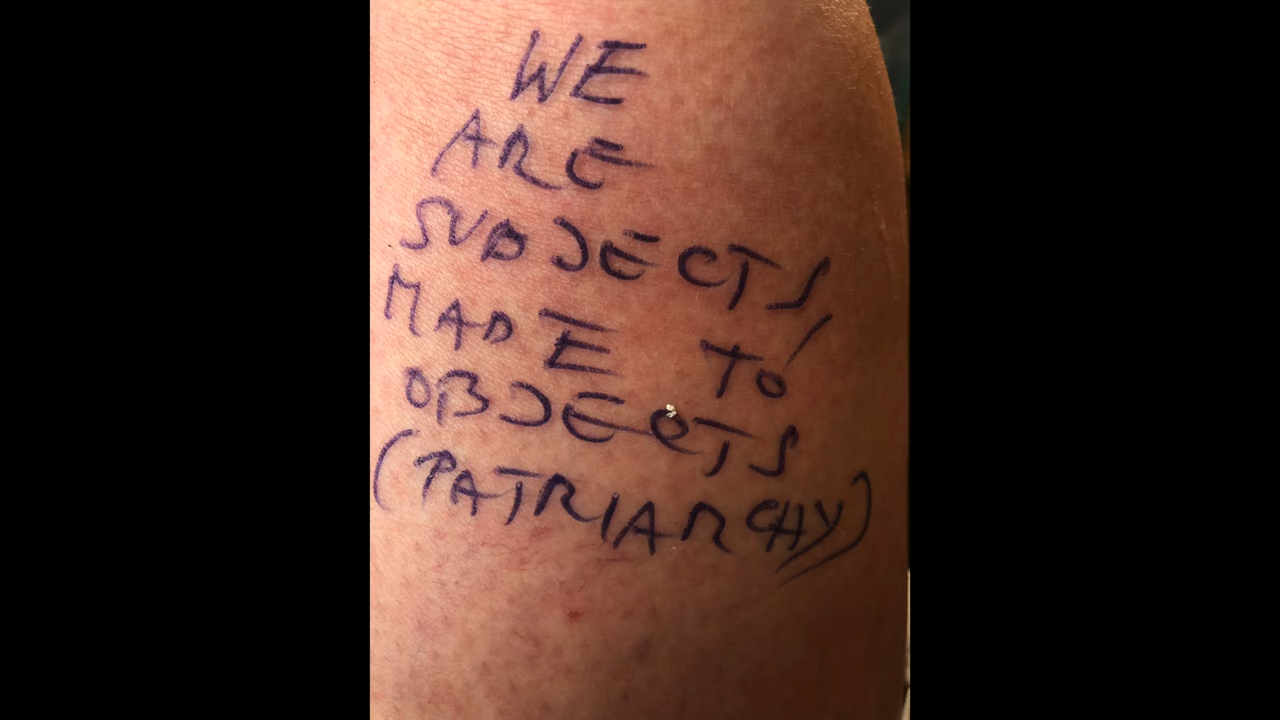 WE
ARE
SUBJECTS,
MADE TO
OBJECTS
(PATRIARCHY)